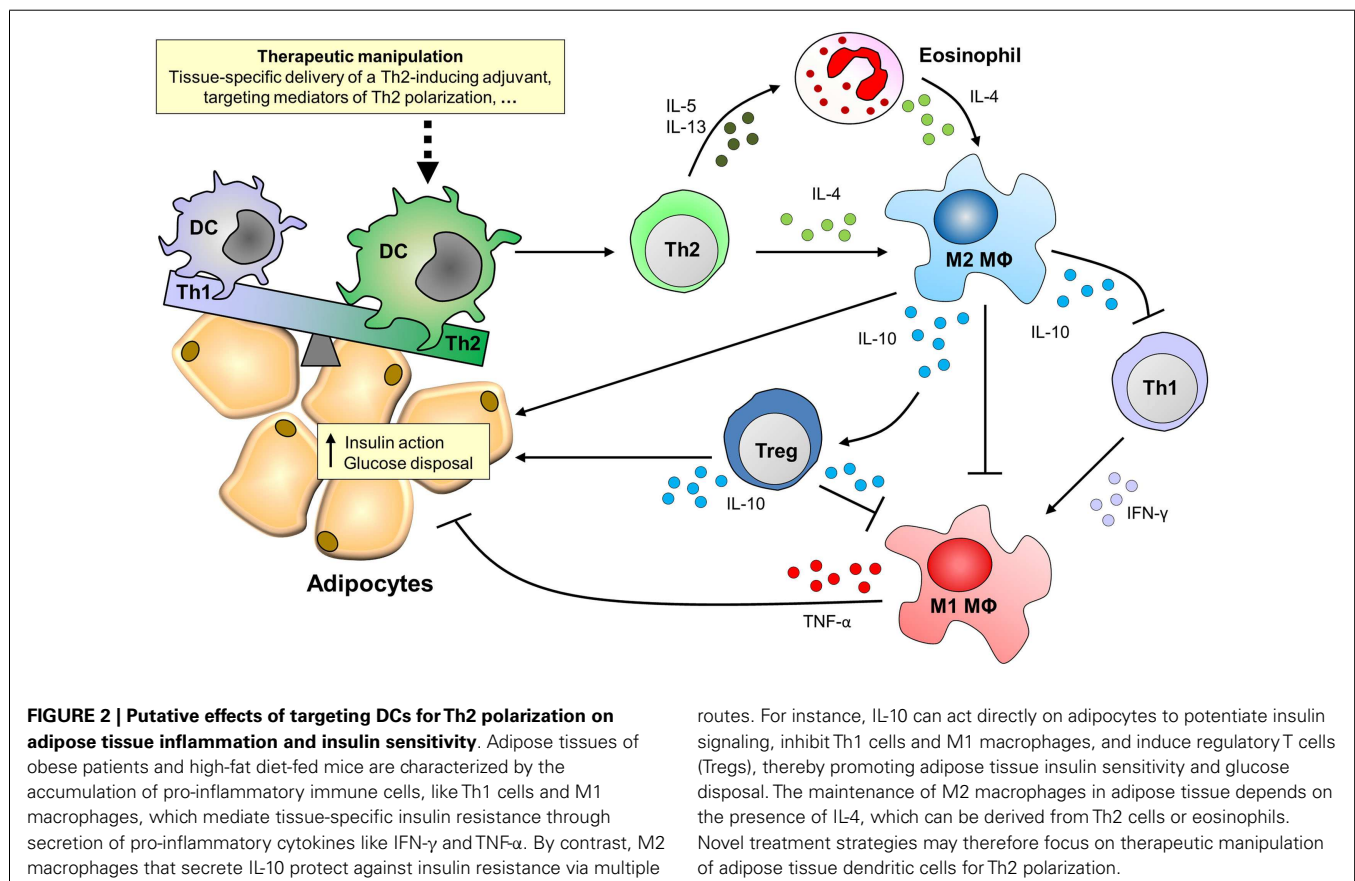 Therapeutic manipulation
Tissue-specific delivery of a Th2-inducing adjuvant,
targeting mediators of Th2 polarization, ...
Eosinophil
IL-5
IL-13
IL-4
DC
DC
Th1
Th2
Th2
IL-4
M2 MΦ
IL-10
IL-10
Th1
Insulin action
Glucose disposal
Treg
IL-10
IFN-γ
Adipocytes
TNF-α
M1 MΦ
FIGURE 2 | Putative effects of targeting DCs for Th2 polarization on
adipose tissue inflammation and insulin sensitivity. Adipose tissues of
obese patients and high-fat diet-fed mice are characterized by the
accumulation of pro-inflammatory immune cells, like Th1 cells and M1
macrophages, which mediate tissue-specific insulin resistance through
secretion of pro-inflammatory cytokines like IFN-γ and TNF-α. By contrast, M2
macrophages that secrete IL-10 protect against insulin resistance via multiple
routes. For instance, IL-10 can act directly on adipocytes to potentiate insulin
signaling, inhibit Th1 cells and M1 macrophages, and induce regulatory T cells
(Tregs), thereby promoting adipose tissue insulin sensitivity and glucose
disposal. The maintenance of M2 macrophages in adipose tissue depends on
the presence of IL-4, which can be derived from Th2 cells or eosinophils.
Novel treatment strategies may therefore focus on therapeutic manipulation
of adipose tissue dendritic cells for Th2 polarization.